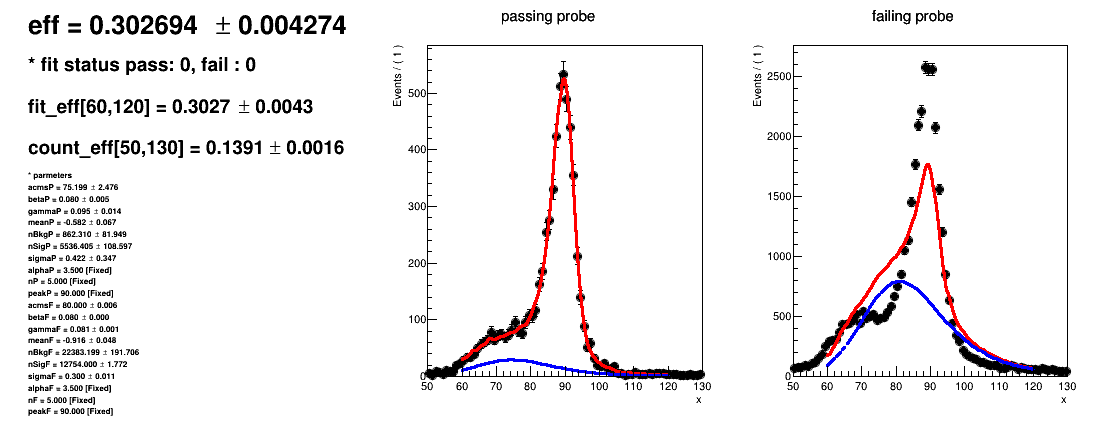 eff = 0.302694 ± 0.004274
* fit status pass: 0, fail : 0
fit_eff[60,120] = 0.3027 ± 0.0043
count_eff[50,130] = 0.1391 ± 0.0016
* parmeters
acmsP = 75.199 ± 2.476
betaP = 0.080 ± 0.005
gammaP = 0.095 ± 0.014
meanP = -0.582 ± 0.067
nBkgP = 862.310 ± 81.949
nSigP = 5536.405 ± 108.597
sigmaP = 0.422 ± 0.347
alphaP = 3.500 [Fixed]
nP = 5.000 [Fixed]
peakP = 90.000 [Fixed]
acmsF = 80.000 ± 0.006
betaF = 0.080 ± 0.000
gammaF = 0.081 ± 0.001
meanF = -0.916 ± 0.048
nBkgF = 22383.199 ± 191.706
nSigF = 12754.000 ± 1.772
sigmaF = 0.300 ± 0.011
alphaF = 3.500 [Fixed]
nF = 5.000 [Fixed]
peakF = 90.000 [Fixed]
passing probe
Events / ( 1 )
500
400
300
200
100
0
50 60 70 80 90 100 110 120 130
x
failing probe
Events / ( 1 )
2500
2000
1500
1000
500
0
50 60 70 80 90 100 110 120 130
x